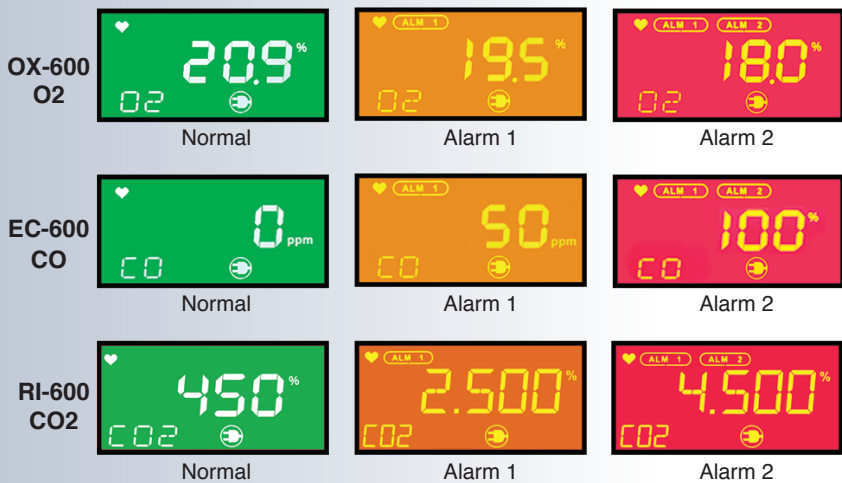 OX-600
O2
ALM 1
ALM 1 ALM 2
20.9 %
19.5 %
18.0 %
O2
O2
O2
Normal
Alarm 1
Alarm 2
EC-600
CO
ALM 1
ALM 1 ALM 2
0 ppm
50 ppm
100 %
CO
CO
CO
Normal
Alarm 1
Alarm 2
RI-600
CO2
ALM 1
ALM 1 ALM 2
450 %
2.500 %
4.500 %
CO2
CO2
CO2
Normal
Alarm 1
Alarm 2